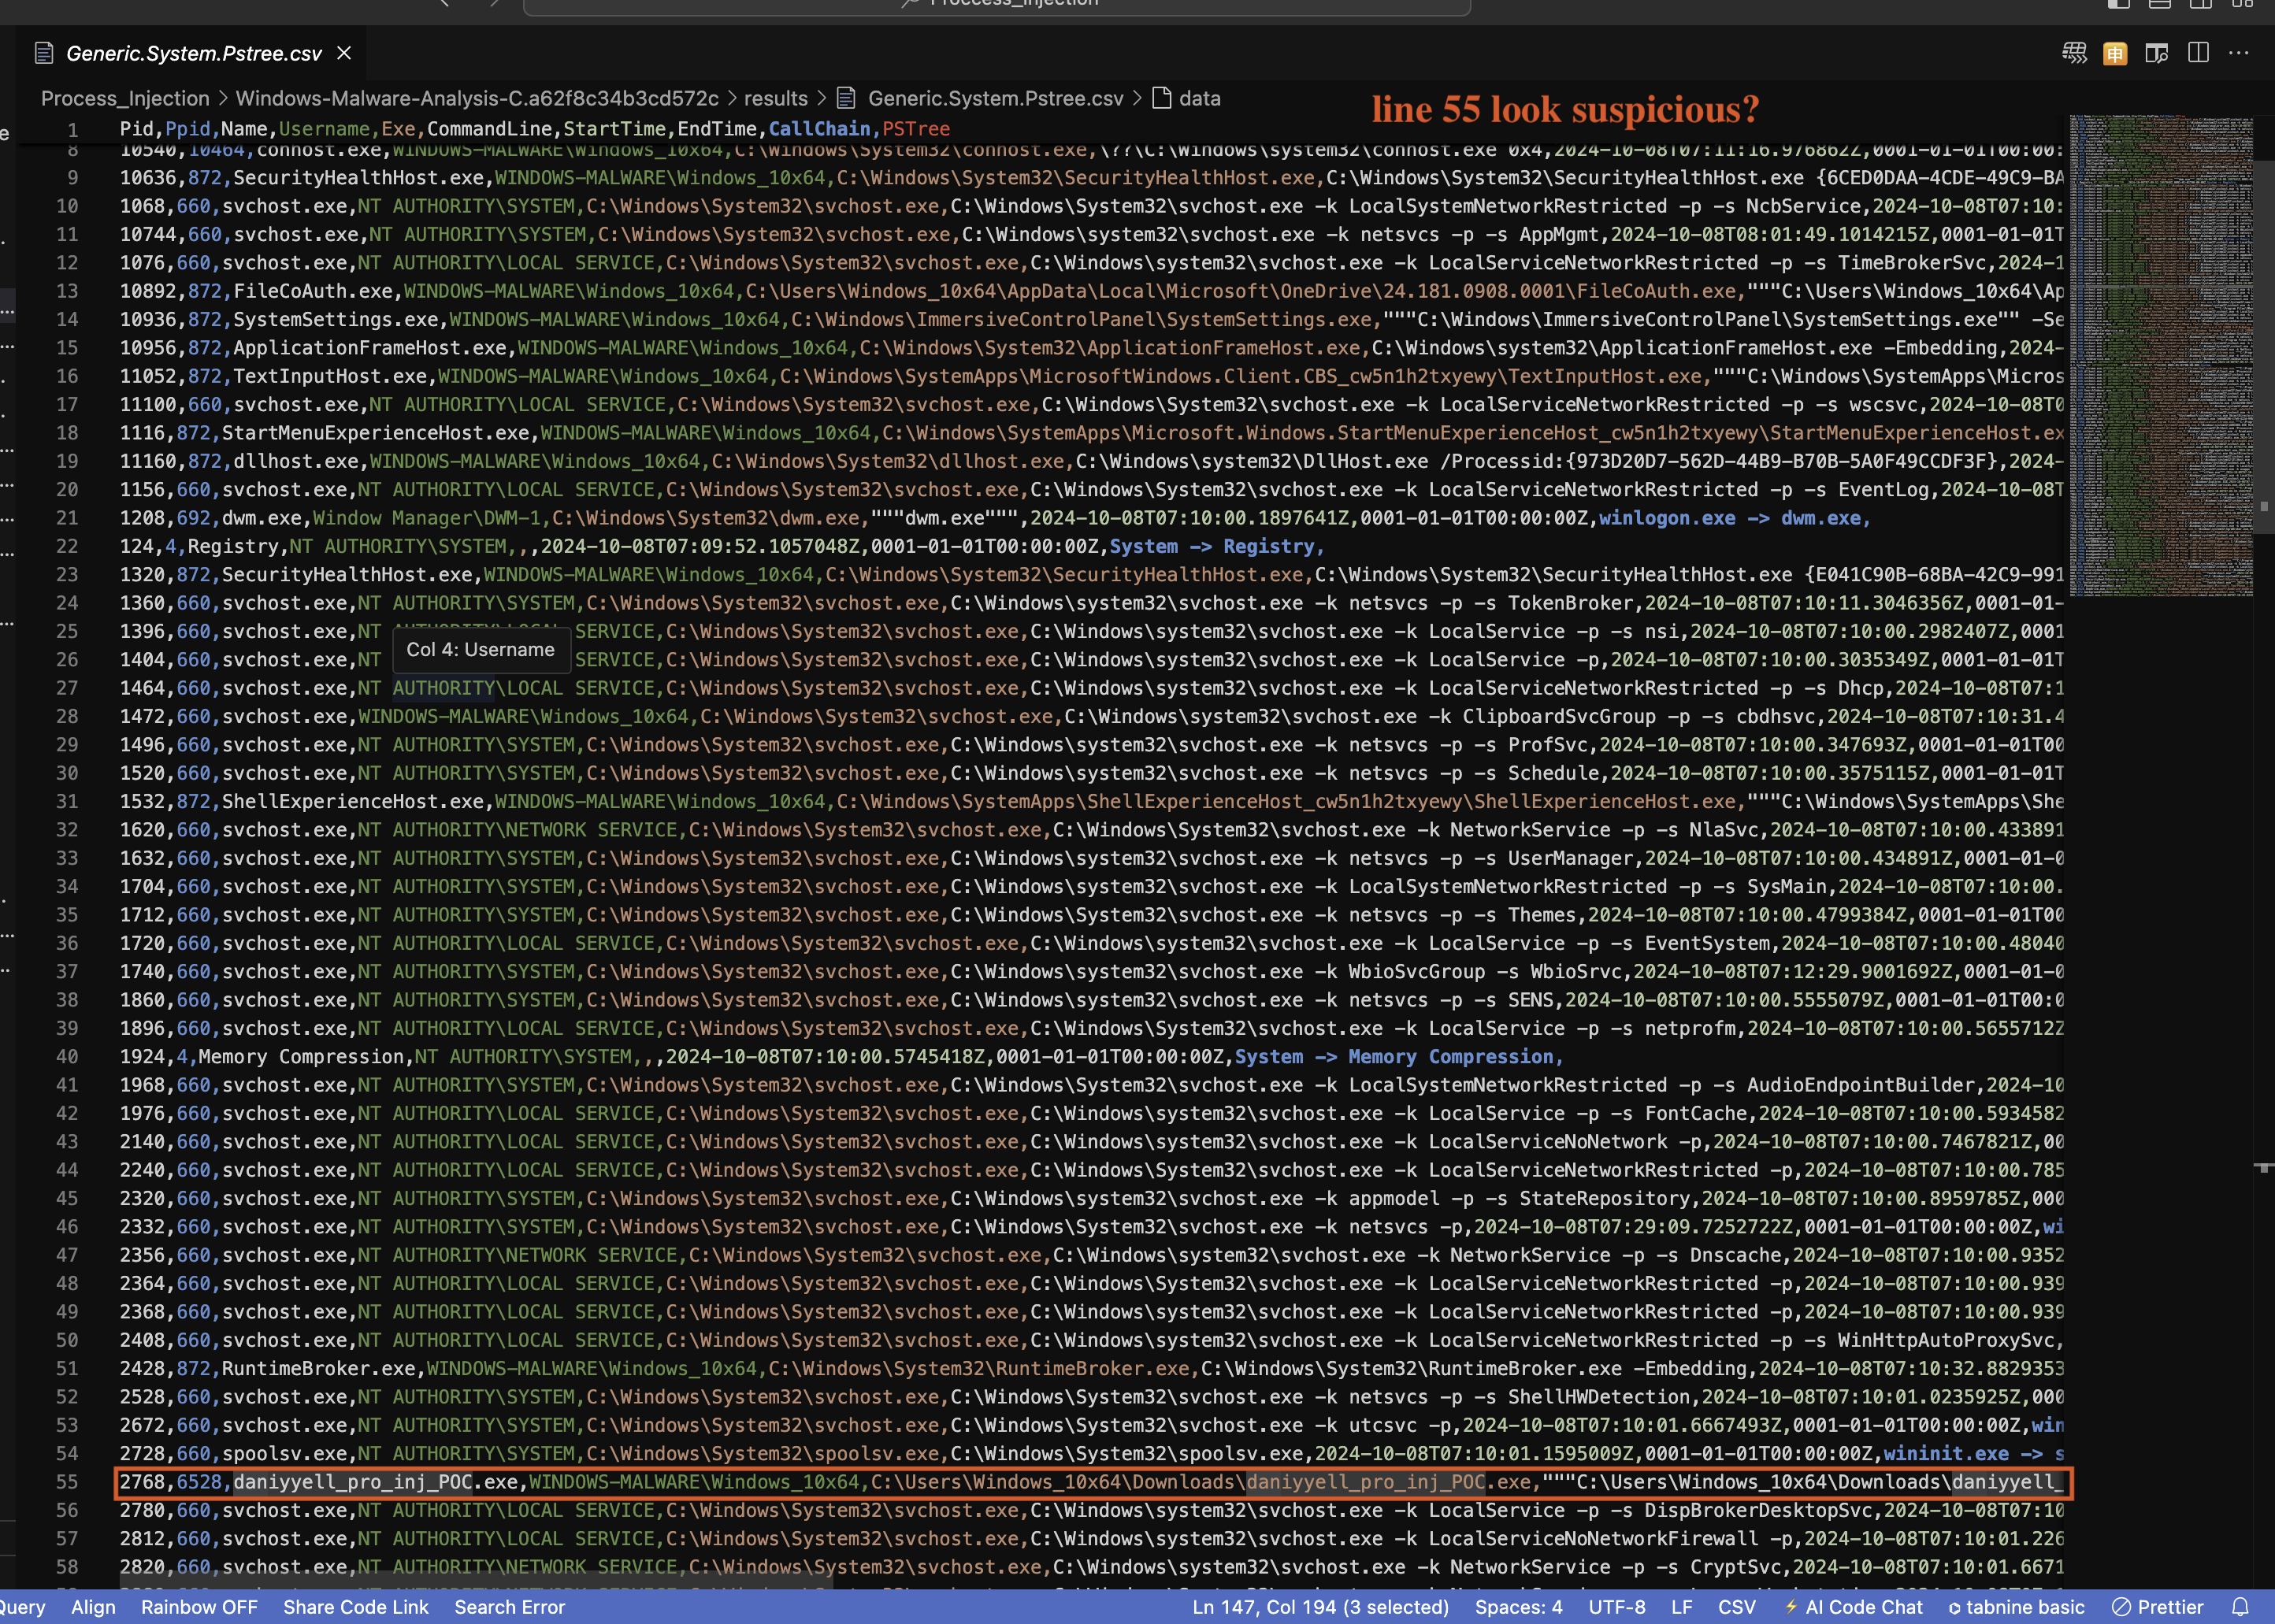 Generic.System.Pstree.csv
Process_Injection > Windows-Malware-Analysis-C.a62f8c34b3cd572c > results > Generic.System.Pstree.csv > data
line 55 look suspicious?
1 Pid,Ppid,Name,Username,Exe,CommandLine,StartTime,EndTime,CallChain,PSTree
8 10540,10464,conhost.exe,WINDOWS-MALWARE\Windows_10x64,C:\Windows\System32\conhost.exe,\??\C:\Windows\system32\conhost.exe 0x4,2024-10-08T07:11:16.976862Z,0001-01-01T00:00:
9 10636,872,SecurityHealthHost.exe,WINDOWS-MALWARE\Windows_10x64,C:\Windows\System32\SecurityHealthHost.exe,C:\Windows\System32\SecurityHealthHost.exe {6CED0DAA-4CDE-49C9-BA
10 1068,660,svchost.exe,NT AUTHORITY\SYSTEM,C:\Windows\System32\svchost.exe,C:\Windows\System32\svchost.exe -k LocalSystemNetworkRestricted -p -s NcbService,2024-10-08T07:10:
11 10744,660,svchost.exe,NT AUTHORITY\SYSTEM,C:\Windows\System32\svchost.exe,C:\Windows\system32\svchost.exe -k netsvcs -p -s AppMgmt,2024-10-08T08:01:49.1014215Z,0001-01-01T
12 1076,660,svchost.exe,NT AUTHORITY\LOCAL SERVICE,C:\Windows\System32\svchost.exe,C:\Windows\system32\svchost.exe -k LocalServiceNetworkRestricted -p -s TimeBrokerSvc,2024-1
13 10892,872,FileCoAuth.exe,WINDOWS-MALWARE\Windows_10x64,C:\Users\Windows_10x64\AppData\Local\Microsoft\OneDrive\24.181.0908.0001\FileCoAuth.exe,"""C:\Users\Windows_10x64\Ap
14 10936,872,SystemSettings.exe,WINDOWS-MALWARE\Windows_10x64,C:\Windows\ImmersiveControlPanel\SystemSettings.exe,"""C:\Windows\ImmersiveControlPanel\SystemSettings.exe"" -Se
15 10956,872,ApplicationFrameHost.exe,WINDOWS-MALWARE\Windows_10x64,C:\Windows\System32\ApplicationFrameHost.exe,C:\Windows\system32\ApplicationFrameHost.exe -Embedding,2024-
16 11052,872,TextInputHost.exe,WINDOWS-MALWARE\Windows_10x64,C:\Windows\SystemApps\MicrosoftWindows.Client.CBS_cw5n1h2txyewy\TextInputHost.exe,"""C:\Windows\SystemApps\Micros
17 11100,660,svchost.exe,NT AUTHORITY\LOCAL SERVICE,C:\Windows\System32\svchost.exe,C:\Windows\System32\svchost.exe -k LocalServiceNetworkRestricted -p -s wscsvc,2024-10-08T0
18 1116,872,StartMenuExperienceHost.exe,WINDOWS-MALWARE\Windows_10x64,C:\Windows\SystemApps\Microsoft.Windows.StartMenuExperienceHost_cw5n1h2txyewy\StartMenuExperienceHost.ex
19 11160,872,dllhost.exe,WINDOWS-MALWARE\Windows_10x64,C:\Windows\System32\dllhost.exe,C:\Windows\system32\DllHost.exe /Processid:{973D20D7-562D-44B9-B70B-5A0F49CCDF3F},2024-
20 1156,660,svchost.exe,NT AUTHORITY\LOCAL SERVICE,C:\Windows\System32\svchost.exe,C:\Windows\System32\svchost.exe -k LocalServiceNetworkRestricted -p -s EventLog,2024-10-08T
21 1208,692,dwm.exe,Window Manager\DWM-1,C:\Windows\System32\dwm.exe,"""dwm.exe""",2024-10-08T07:10:00.1897641Z,0001-01-01T00:00:00Z,winlogon.exe -> dwm.exe,
22 124,4,Registry,NT AUTHORITY\SYSTEM,,,2024-10-08T07:09:52.1057048Z,0001-01-01T00:00:00Z,System -> Registry,
23 1320,872,SecurityHealthHost.exe,WINDOWS-MALWARE\Windows_10x64,C:\Windows\System32\SecurityHealthHost.exe,C:\Windows\System32\SecurityHealthHost.exe {E041C90B-68BA-42C9-991
24 1360,660,svchost.exe,NT AUTHORITY\SYSTEM,C:\Windows\System32\svchost.exe,C:\Windows\system32\svchost.exe -k netsvcs -p -s TokenBroker,2024-10-08T07:10:11.3046356Z,0001-01-
25 1396,660,svchost.exe,NT AUTHORITY\LOCAL SERVICE,C:\Windows\System32\svchost.exe,C:\Windows\system32\svchost.exe -k LocalService -p -s nsi,2024-10-08T07:10:00.2982407Z,0001
Col 4: Username
26 1404,660,svchost.exe,NT SERVICE,C:\Windows\System32\svchost.exe,C:\Windows\system32\svchost.exe -k LocalService -p,2024-10-08T07:10:00.3035349Z,0001-01-01T
27 1464,660,svchost.exe,NT AUTHORITY\LOCAL SERVICE,C:\Windows\System32\svchost.exe,C:\Windows\system32\svchost.exe -k LocalServiceNetworkRestricted -p -s Dhcp,2024-10-08T07:1
28 1472,660,svchost.exe,WINDOWS-MALWARE\Windows_10x64,C:\Windows\System32\svchost.exe,C:\Windows\system32\svchost.exe -k ClipboardSvcGroup -p -s cbdhsvc,2024-10-08T07:10:31.4
29 1496,660,svchost.exe,NT AUTHORITY\SYSTEM,C:\Windows\System32\svchost.exe,C:\Windows\system32\svchost.exe -k netsvcs -p -s ProfSvc,2024-10-08T07:10:00.347693Z,0001-01-01T00
30 1520,660,svchost.exe,NT AUTHORITY\SYSTEM,C:\Windows\System32\svchost.exe,C:\Windows\system32\svchost.exe -k netsvcs -p -s Schedule,2024-10-08T07:10:00.3575115Z,0001-01-01T
31 1532,872,ShellExperienceHost.exe,WINDOWS-MALWARE\Windows_10x64,C:\Windows\SystemApps\ShellExperienceHost_cw5n1h2txyewy\ShellExperienceHost.exe,"""C:\Windows\SystemApps\She
32 1620,660,svchost.exe,NT AUTHORITY\NETWORK SERVICE,C:\Windows\System32\svchost.exe,C:\Windows\System32\svchost.exe -k NetworkService -p -s NlaSvc,2024-10-08T07:10:00.433891
33 1632,660,svchost.exe,NT AUTHORITY\SYSTEM,C:\Windows\System32\svchost.exe,C:\Windows\system32\svchost.exe -k netsvcs -p -s UserManager,2024-10-08T07:10:00.434891Z,0001-01-0
34 1704,660,svchost.exe,NT AUTHORITY\SYSTEM,C:\Windows\System32\svchost.exe,C:\Windows\system32\svchost.exe -k LocalSystemNetworkRestricted -p -s SysMain,2024-10-08T07:10:00.
35 1712,660,svchost.exe,NT AUTHORITY\SYSTEM,C:\Windows\System32\svchost.exe,C:\Windows\System32\svchost.exe -k netsvcs -p -s Themes,2024-10-08T07:10:00.4799384Z,0001-01-01T00
36 1720,660,svchost.exe,NT AUTHORITY\LOCAL SERVICE,C:\Windows\System32\svchost.exe,C:\Windows\system32\svchost.exe -k LocalService -p -s EventSystem,2024-10-08T07:10:00.48040
37 1740,660,svchost.exe,NT AUTHORITY\SYSTEM,C:\Windows\System32\svchost.exe,C:\Windows\system32\svchost.exe -k WbioSvcGroup -s WbioSrvc,2024-10-08T07:12:29.9001692Z,0001-01-0
38 1860,660,svchost.exe,NT AUTHORITY\SYSTEM,C:\Windows\System32\svchost.exe,C:\Windows\system32\svchost.exe -k netsvcs -p -s SENS,2024-10-08T07:10:00.5555079Z,0001-01-01T00:0
39 1896,660,svchost.exe,NT AUTHORITY\LOCAL SERVICE,C:\Windows\System32\svchost.exe,C:\Windows\System32\svchost.exe -k LocalService -p -s netprofm,2024-10-08T07:10:00.5655712Z
40 1924,4,Memory Compression,NT AUTHORITY\SYSTEM,,,2024-10-08T07:10:00.5745418Z,0001-01-01T00:00:00Z,System -> Memory Compression,
41 1968,660,svchost.exe,NT AUTHORITY\SYSTEM,C:\Windows\System32\svchost.exe,C:\Windows\System32\svchost.exe -k LocalSystemNetworkRestricted -p -s AudioEndpointBuilder,2024-10
42 1976,660,svchost.exe,NT AUTHORITY\LOCAL SERVICE,C:\Windows\System32\svchost.exe,C:\Windows\system32\svchost.exe -k LocalService -p -s FontCache,2024-10-08T07:10:00.5934582
43 2140,660,svchost.exe,NT AUTHORITY\LOCAL SERVICE,C:\Windows\System32\svchost.exe,C:\Windows\system32\svchost.exe -k LocalServiceNoNetwork -p,2024-10-08T07:10:00.7467821Z,00
44 2240,660,svchost.exe,NT AUTHORITY\LOCAL SERVICE,C:\Windows\System32\svchost.exe,C:\Windows\System32\svchost.exe -k LocalServiceNetworkRestricted -p,2024-10-08T07:10:00.785
45 2320,660,svchost.exe,NT AUTHORITY\SYSTEM,C:\Windows\System32\svchost.exe,C:\Windows\system32\svchost.exe -k appmodel -p -s StateRepository,2024-10-08T07:10:00.8959785Z,000
46 2332,660,svchost.exe,NT AUTHORITY\SYSTEM,C:\Windows\System32\svchost.exe,C:\Windows\system32\svchost.exe -k netsvcs -p,2024-10-08T07:29:09.7252722Z,0001-01-01T00:00:00Z,wi
47 2356,660,svchost.exe,NT AUTHORITY\NETWORK SERVICE,C:\Windows\System32\svchost.exe,C:\Windows\system32\svchost.exe -k NetworkService -p -s Dnscache,2024-10-08T07:10:00.9352
48 2364,660,svchost.exe,NT AUTHORITY\LOCAL SERVICE,C:\Windows\System32\svchost.exe,C:\Windows\System32\svchost.exe -k LocalServiceNetworkRestricted -p,2024-10-08T07:10:00.939
49 2368,660,svchost.exe,NT AUTHORITY\LOCAL SERVICE,C:\Windows\System32\svchost.exe,C:\Windows\System32\svchost.exe -k LocalServiceNetworkRestricted -p,2024-10-08T07:10:00.939
50 2408,660,svchost.exe,NT AUTHORITY\LOCAL SERVICE,C:\Windows\System32\svchost.exe,C:\Windows\system32\svchost.exe -k LocalServiceNetworkRestricted -p -s WinHttpAutoProxySvc,
51 2428,872,RuntimeBroker.exe,WINDOWS-MALWARE\Windows_10x64,C:\Windows\System32\RuntimeBroker.exe,C:\Windows\System32\RuntimeBroker.exe -Embedding,2024-10-08T07:10:32.8829353
52 2528,660,svchost.exe,NT AUTHORITY\SYSTEM,C:\Windows\System32\svchost.exe,C:\Windows\System32\svchost.exe -k netsvcs -p -s ShellHWDetection,2024-10-08T07:10:01.0235925Z,000
53 2672,660,svchost.exe,NT AUTHORITY\SYSTEM,C:\Windows\System32\svchost.exe,C:\Windows\System32\svchost.exe -k utcsvc -p,2024-10-08T07:10:01.6667493Z,0001-01-01T00:00:00Z,win
54 2728,660,spoolsv.exe,NT AUTHORITY\SYSTEM,C:\Windows\System32\spoolsv.exe,C:\Windows\System32\spoolsv.exe,2024-10-08T07:10:01.1595009Z,0001-01-01T00:00:00Z,wininit.exe -> s
55 2768,6528,daniyyell_pro_inj_POC.exe,WINDOWS-MALWARE\Windows_10x64,C:\Users\Windows_10x64\Downloads\daniyyell_pro_inj_POC.exe,"""C:\Users\Windows_10x64\Downloads\daniyyell_
56 2780,660,svchost.exe,NT AUTHORITY\LOCAL SERVICE,C:\Windows\System32\svchost.exe,C:\Windows\system32\svchost.exe -k LocalService -p -s DispBrokerDesktopSvc,2024-10-08T07:10
57 2812,660,svchost.exe,NT AUTHORITY\LOCAL SERVICE,C:\Windows\System32\svchost.exe,C:\Windows\system32\svchost.exe -k LocalServiceNoNetworkFirewall -p,2024-10-08T07:10:01.226
58 2820,660,svchost.exe,NT AUTHORITY\NETWORK SERVICE,C:\Windows\System32\svchost.exe,C:\Windows\system32\svchost.exe -k NetworkService -p -s CryptSvc,2024-10-08T07:10:01.6671
Query Align Rainbow OFF Share Code Link Search Error Ln 147, Col 194 (3 selected) Spaces: 4 UTF-8 LF CSV AI Code Chat tabnine basic Prettier